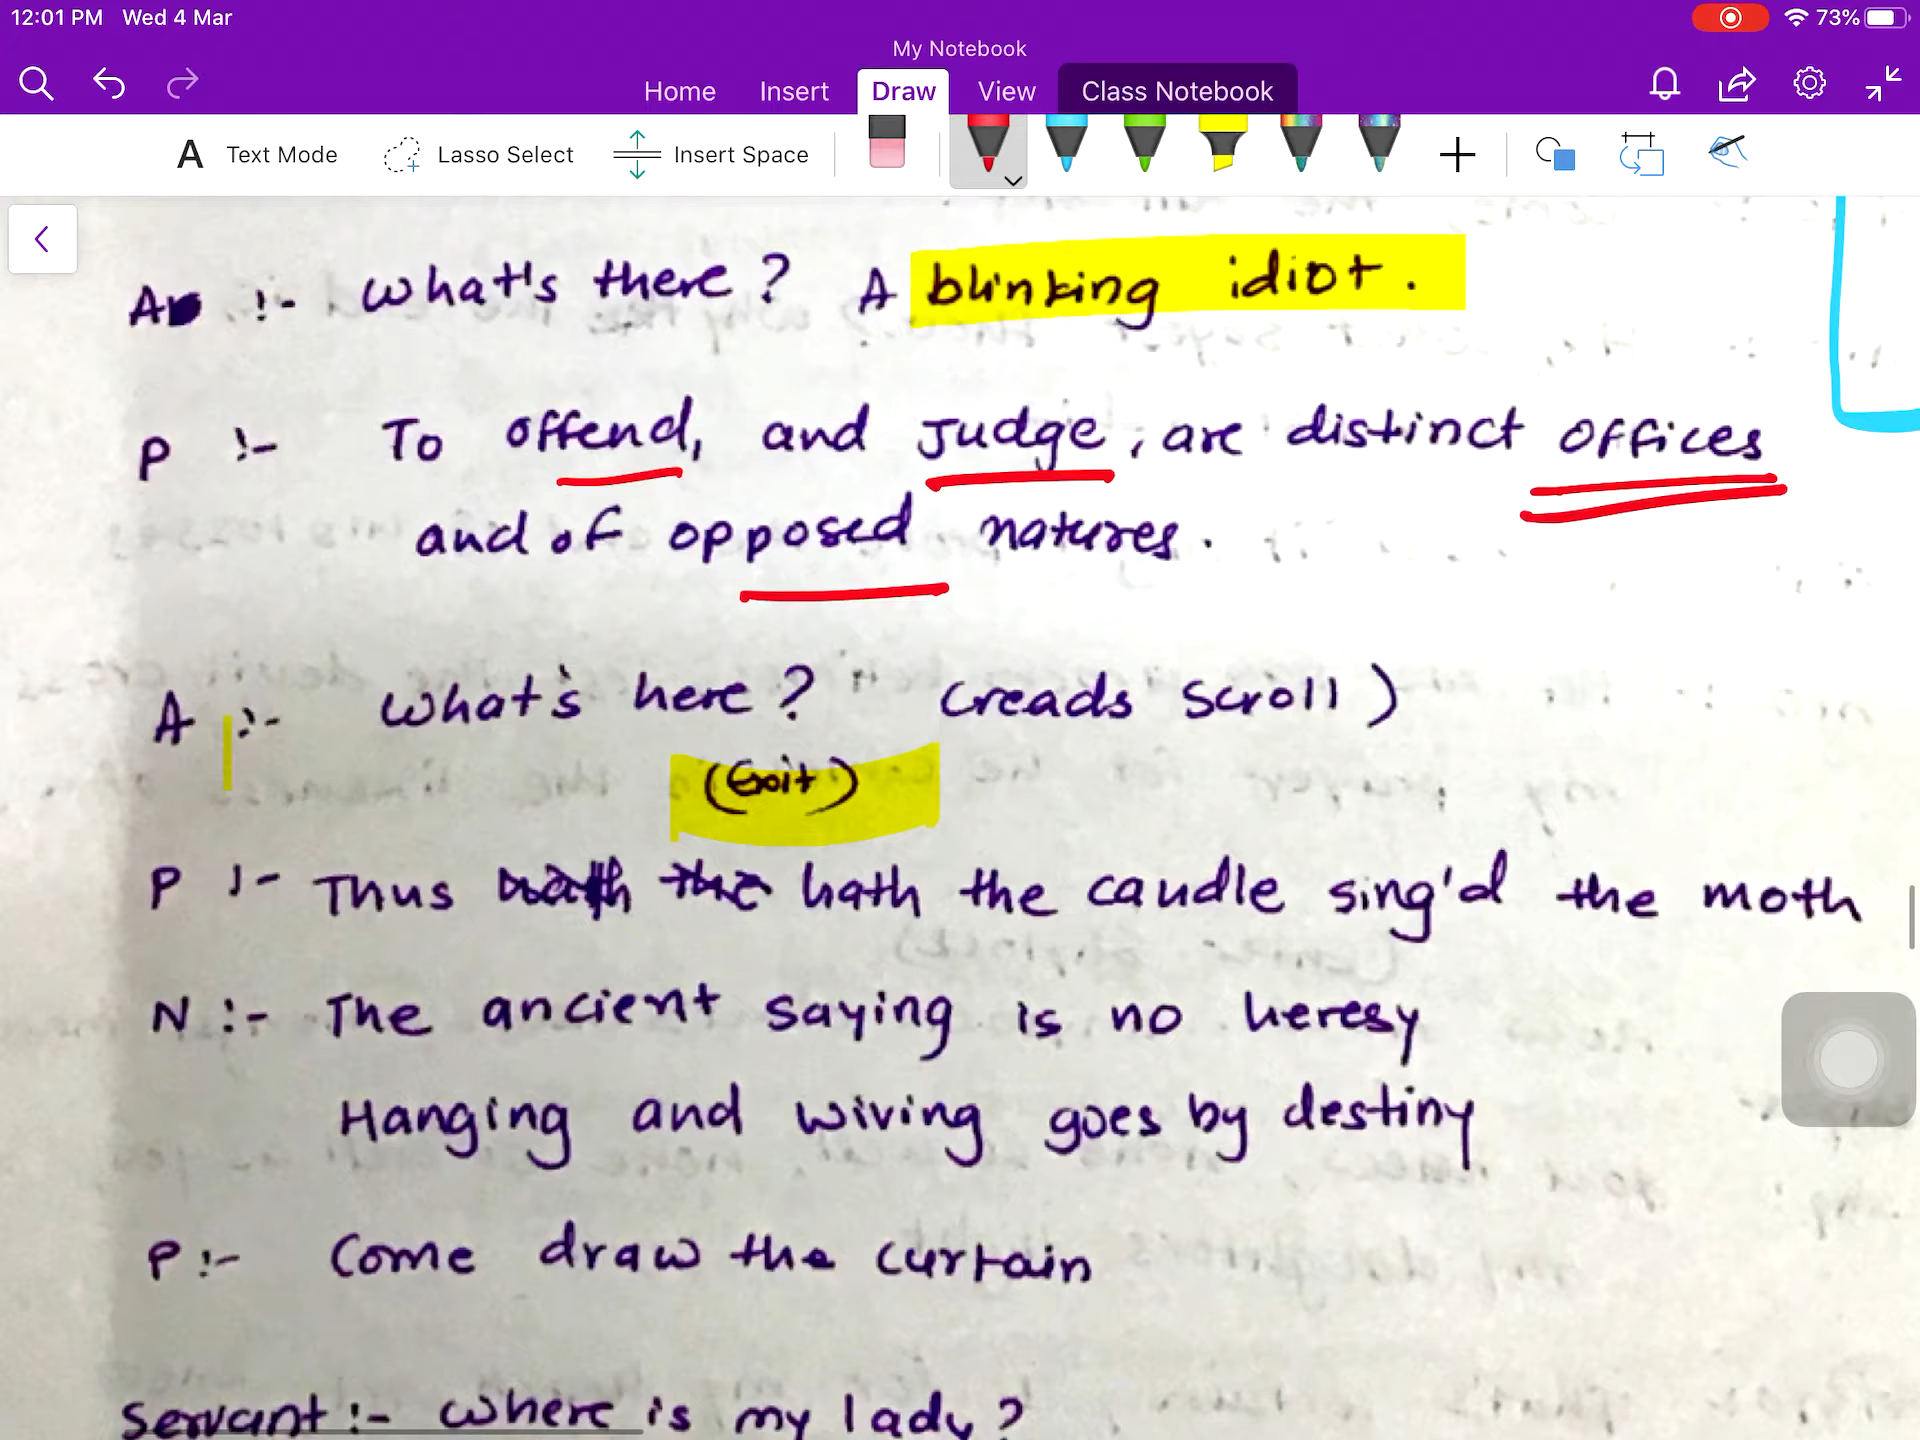 12:01 PM Wed 4 Mar
73%
My Notebook
Home Insert Draw View Class Notebook
A Text Mode Lasso Select Insert Space
A :- what's there? A blinking idiot.
P :- To offend, and Judge, are distinct offices
and of opposed natures.
A :- what's here? (reads scroll)
(Exit)
P :- Thus hath the candle sing'd the moth
N :- The ancient saying is no heresy
Hanging and wiving goes by destiny
P :- Come draw the curtain
Servant :- where is my lady?